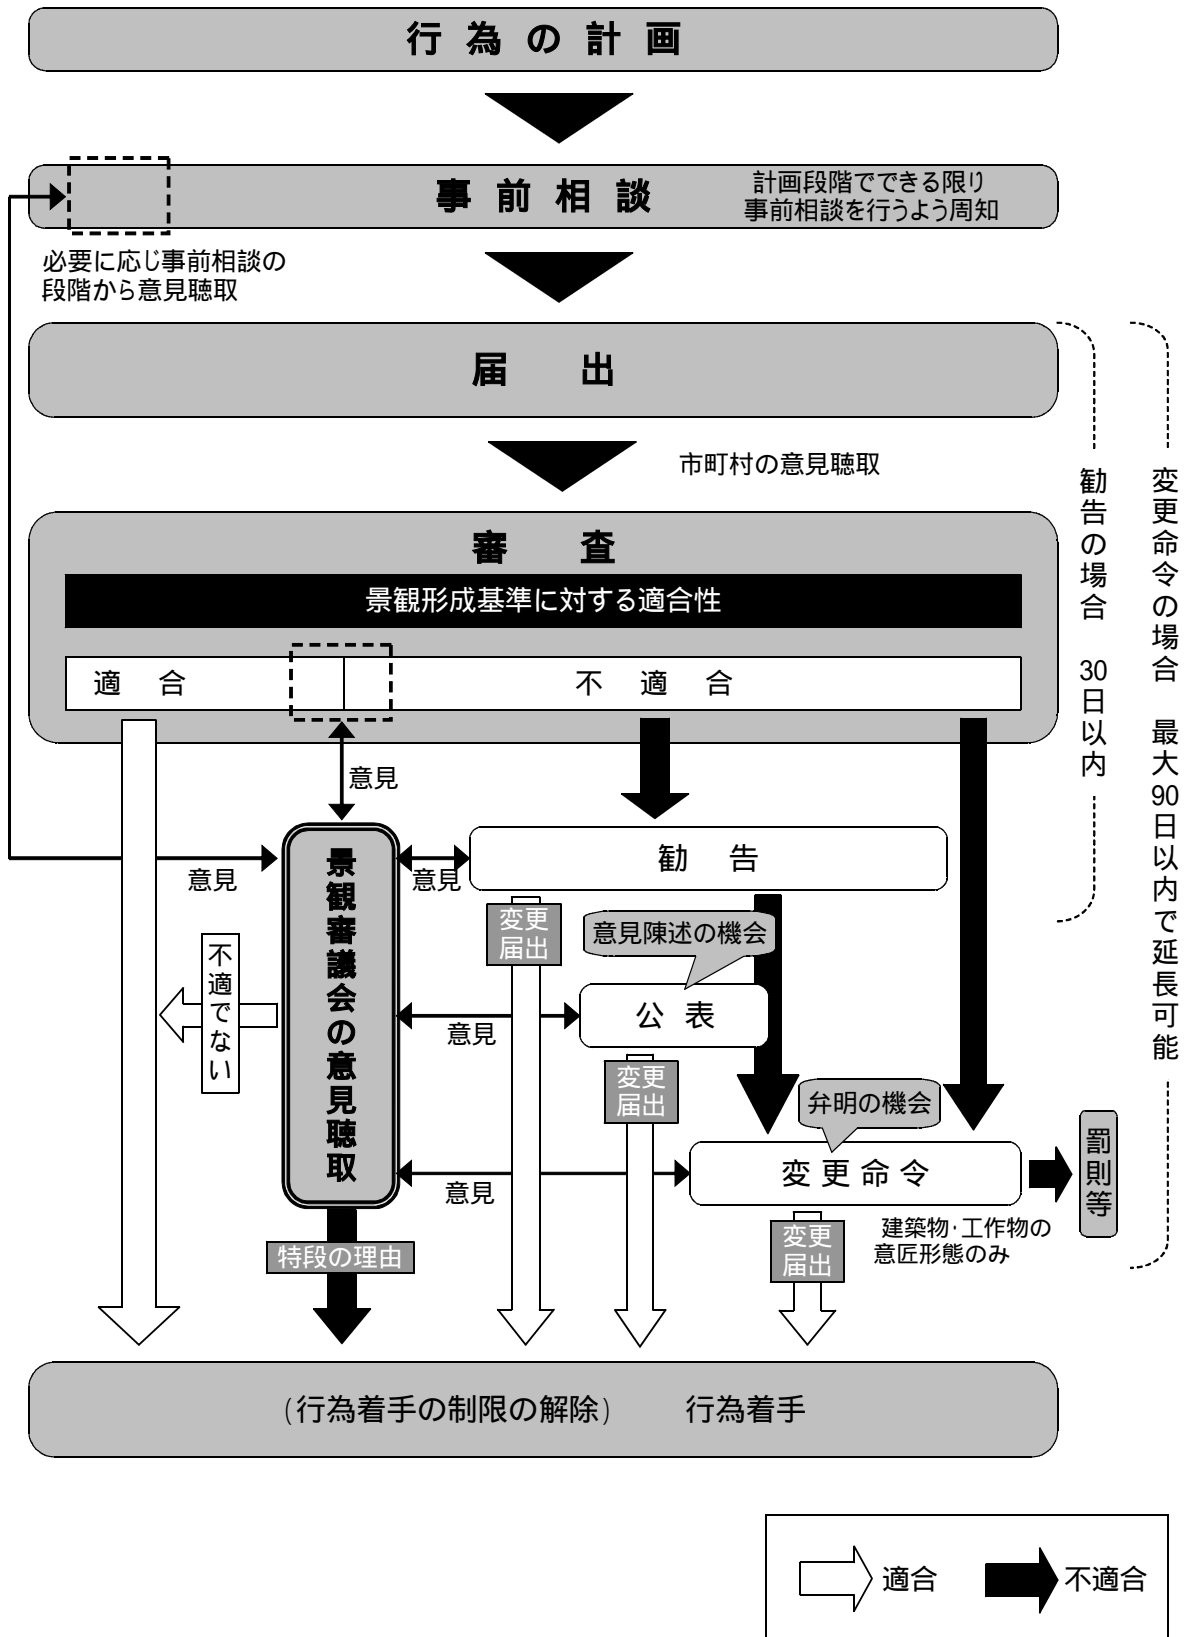 行為の計画
事前相談
計画段階でできる限り
事前相談を行うよう周知
必要に応じ事前相談の
段階から意見聴取
届出
市町村の意見聴取
勧告の場合 30日以内
変更命令の場合 最大90日以内で延長可能
審査
景観形成基準に対する適合性
適合
不適合
意見
景観審議会の意見聴取
意見
意見
勧告
変更
届出
意見陳述の機会
不適でない
意見
公表
変更
届出
弁明の機会
意見
変更命令
罰則等
特段の理由
変更
届出
建築物・工作物の
意匠形態のみ
(行為着手の制限の解除) 行為着手
適合
不適合